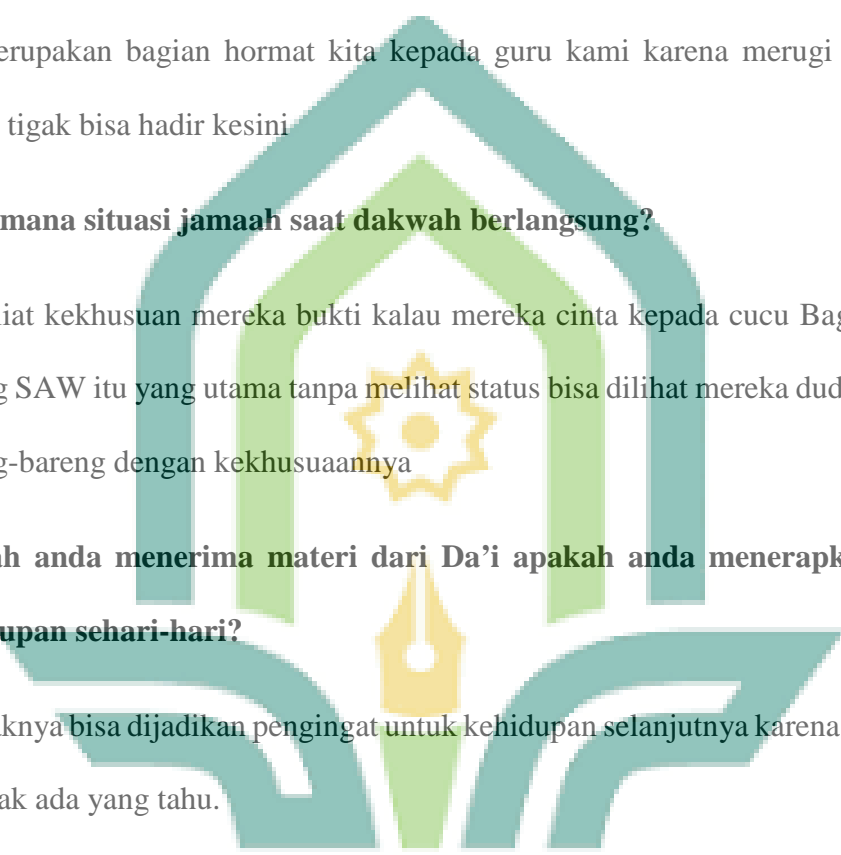 erupakan bagian hormat kita kepada guru kami karena merugi
tigak bisa hadir kesini
mana situasi jamaah saat dakwah berlangsung?
liat kekhusuan mereka bukti kalau mereka cinta kepada cucu Bag
g SAW itu yang utama tanpa melihat status bisa dilihat mereka dud
g-bareng dengan kekhusuaannya
ah anda menerima materi dari Da’i apakah anda menerapk
upan sehari-hari?
aknya bisa dijadikan pengingat untuk kehidupan selanjutnya karena
ak ada yang tahu.